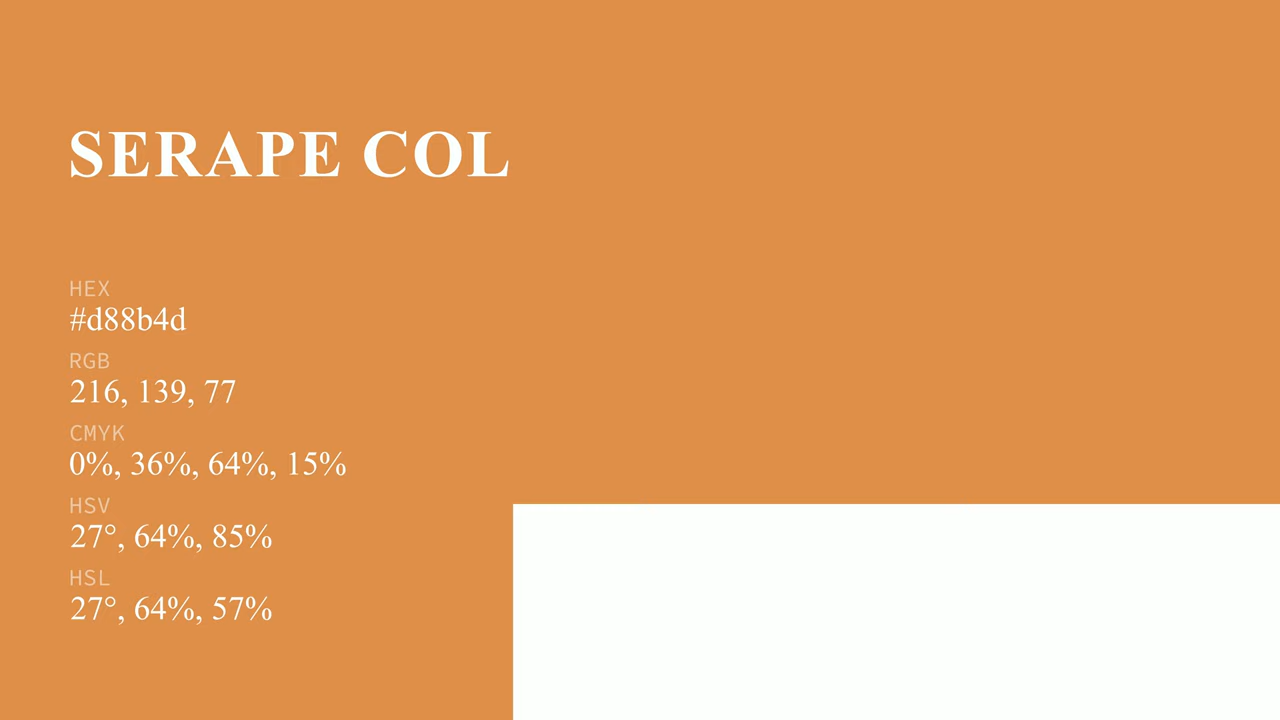 SERAPE COL
HEX
#d88b4d
RGB
216, 139, 77
CMYK
0%, 36%, 64%, 15%
HSV
27°, 64%, 85%
HSL
27°, 64%, 57%